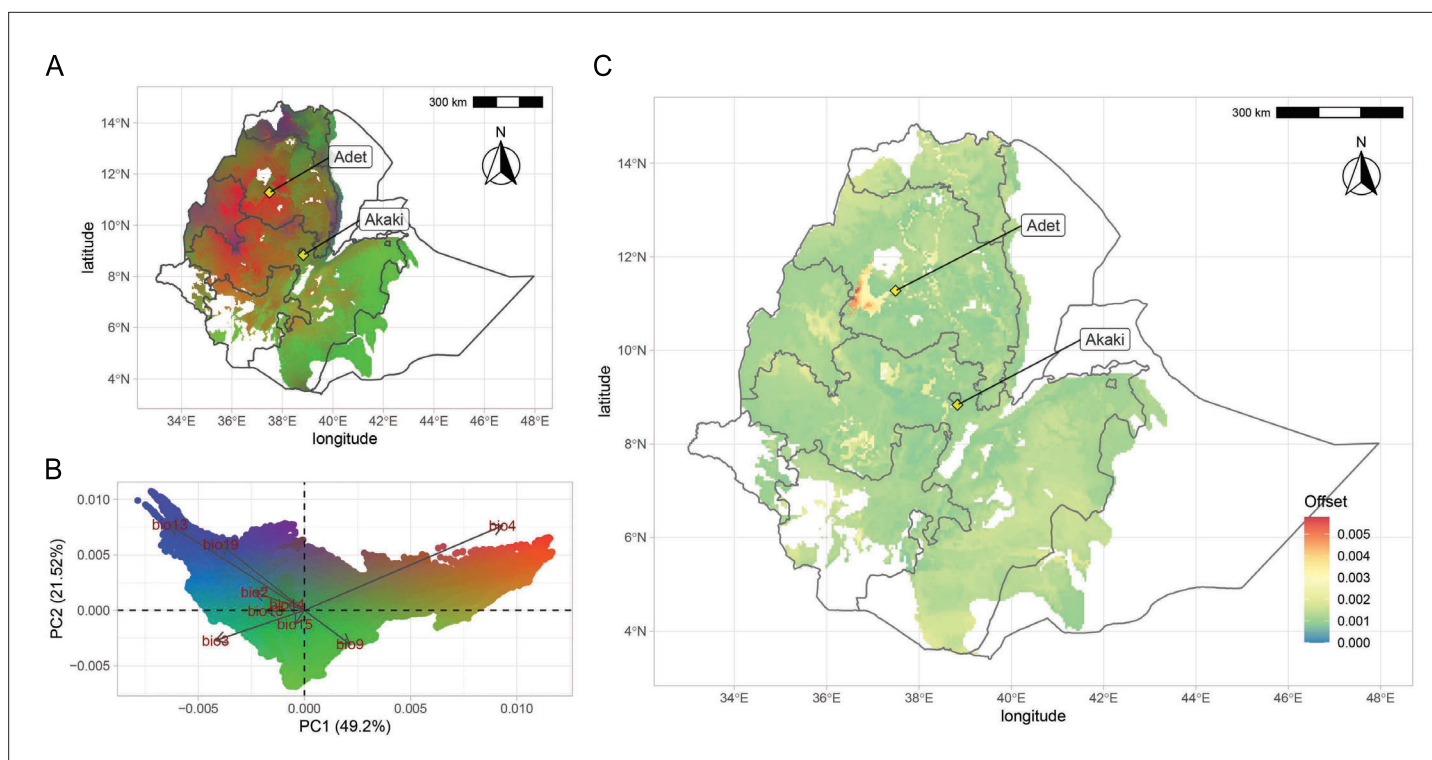 A
300 km
N
14°N
12°N
10°N
8°N
6°N
4°N
latitude
Adet
Akaki
34°E 36°E 38°E 40°E 42°E 44°E 46°E 48°E
longitude
B
0.010
0.005
0.000
−0.005
PC2 (21.52%)
bio13
bio19
bio4
bio2
bio14
bio15
bio3
bio9
−0.005 0.000 0.005 0.010
PC1 (49.2%)
C
300 km
N
14°N
12°N
10°N
8°N
6°N
4°N
latitude
Adet
Akaki
Offset
0.005
0.004
0.003
0.002
0.001
0.000
34°E 36°E 38°E 40°E 42°E 44°E 46°E 48°E
longitude